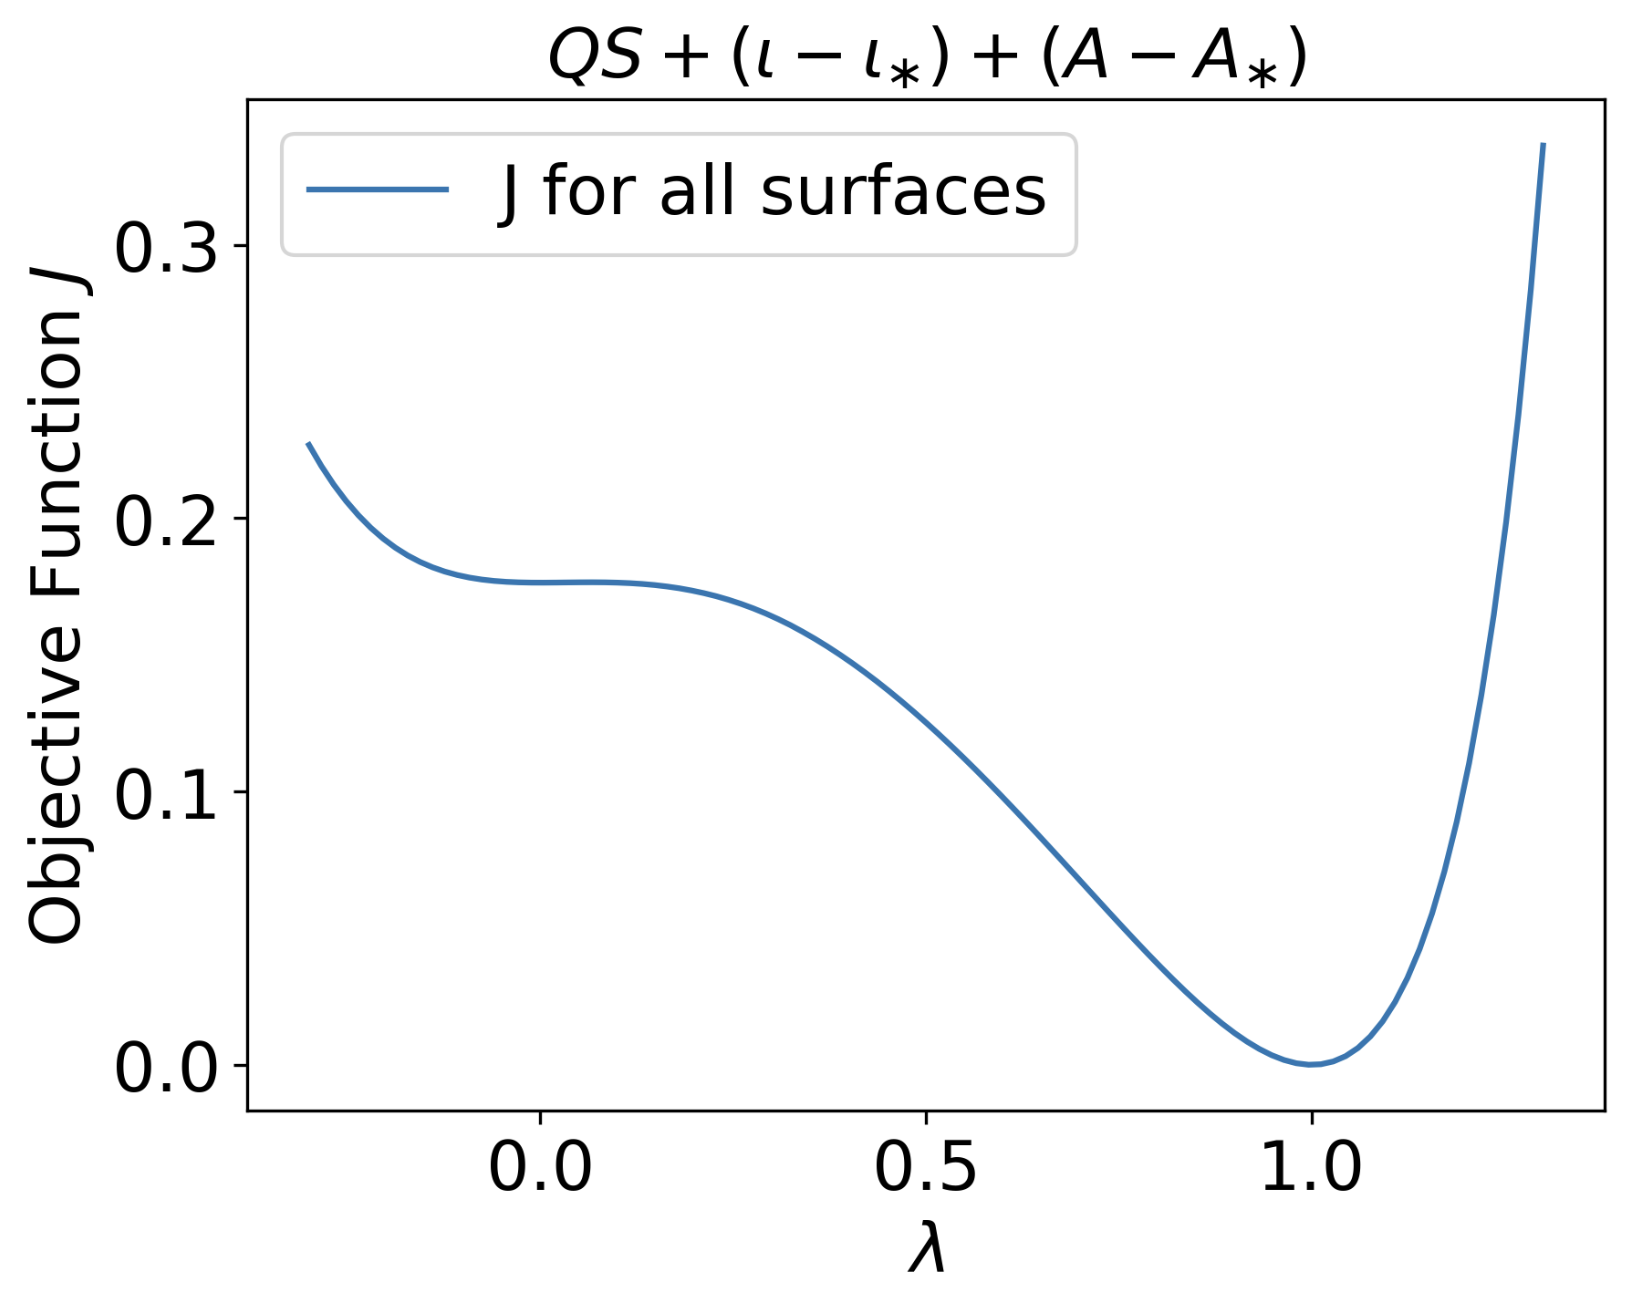 QS + (ι − ι∗) + (A − A∗)
J for all surfaces
Objective Function J
0.3
0.2
0.1
0.0
0.0 0.5 1.0
λ